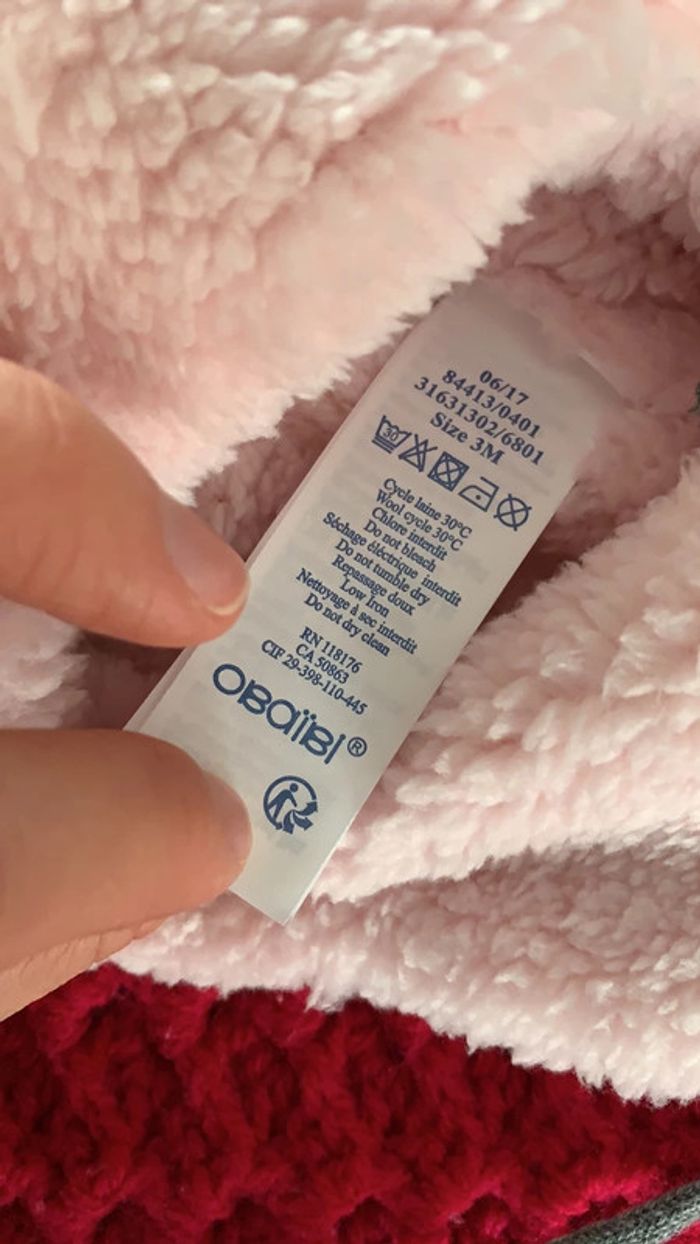 06/17
84413/0401
31631302/6801
Size 3M
30
Cycle laine 30°C
Wool cycle 30°C
Chlore interdit
Do not bleach
Séchage éléctrique interdit
Do not tumble dry
Repassage doux
Low Iron
Nettoyage à sec interdit
Do not dry clean
RN 118176
CA 50863
CIF 29-398-110-445
OBaïBi®